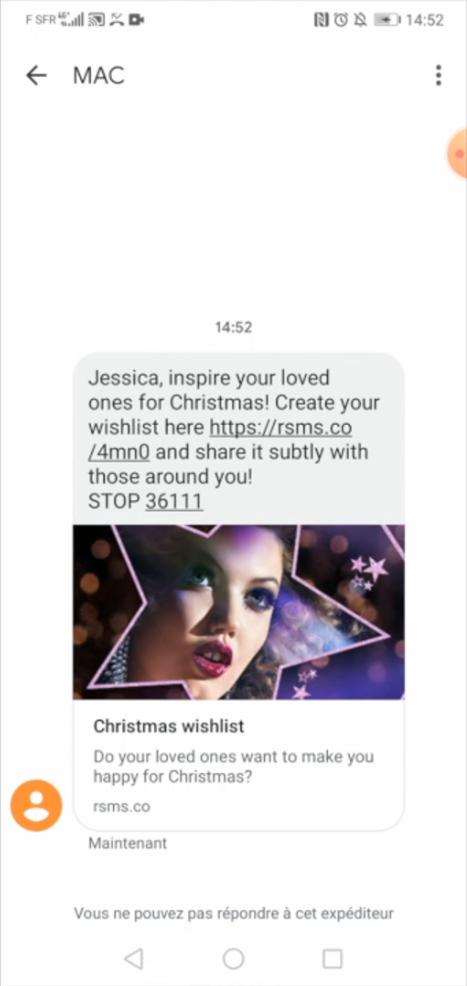 F SFR 14:52
MAC
14:52
Jessica, inspire your loved
ones for Christmas! Create your
wishlist here https://rsms.co
/4mn0 and share it subtly with
those around you!
STOP 36111
Christmas wishlist
Do your loved ones want to make you
happy for Christmas?
rsms.co
Maintenant
Vous ne pouvez pas répondre à cet expéditeur